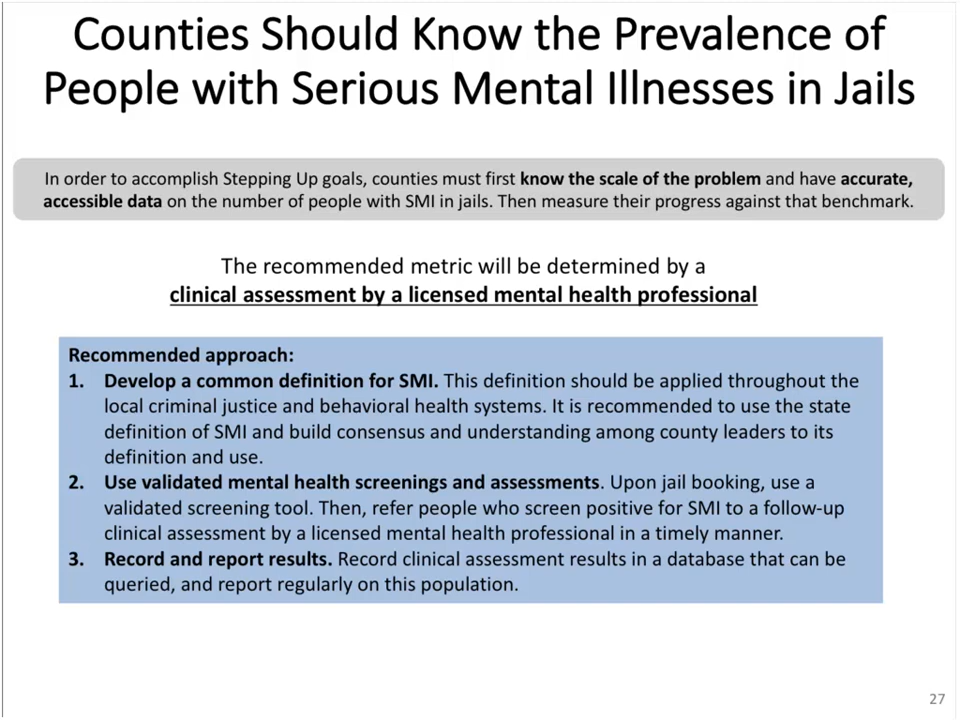 Counties Should Know the Prevalence of
People with Serious Mental Illnesses in Jails
In order to accomplish Stepping Up goals, counties must first know the scale of the problem and have accurate,
accessible data on the number of people with SMI in jails. Then measure their progress against that benchmark.
The recommended metric will be determined by a
clinical assessment by a licensed mental health professional
Recommended approach:
1. Develop a common definition for SMI. This definition should be applied throughout the
local criminal justice and behavioral health systems. It is recommended to use the state
definition of SMI and build consensus and understanding among county leaders to its
definition and use.
2. Use validated mental health screenings and assessments. Upon jail booking, use a
validated screening tool. Then, refer people who screen positive for SMI to a follow-up
clinical assessment by a licensed mental health professional in a timely manner.
3. Record and report results. Record clinical assessment results in a database that can be
queried, and report regularly on this population.
27